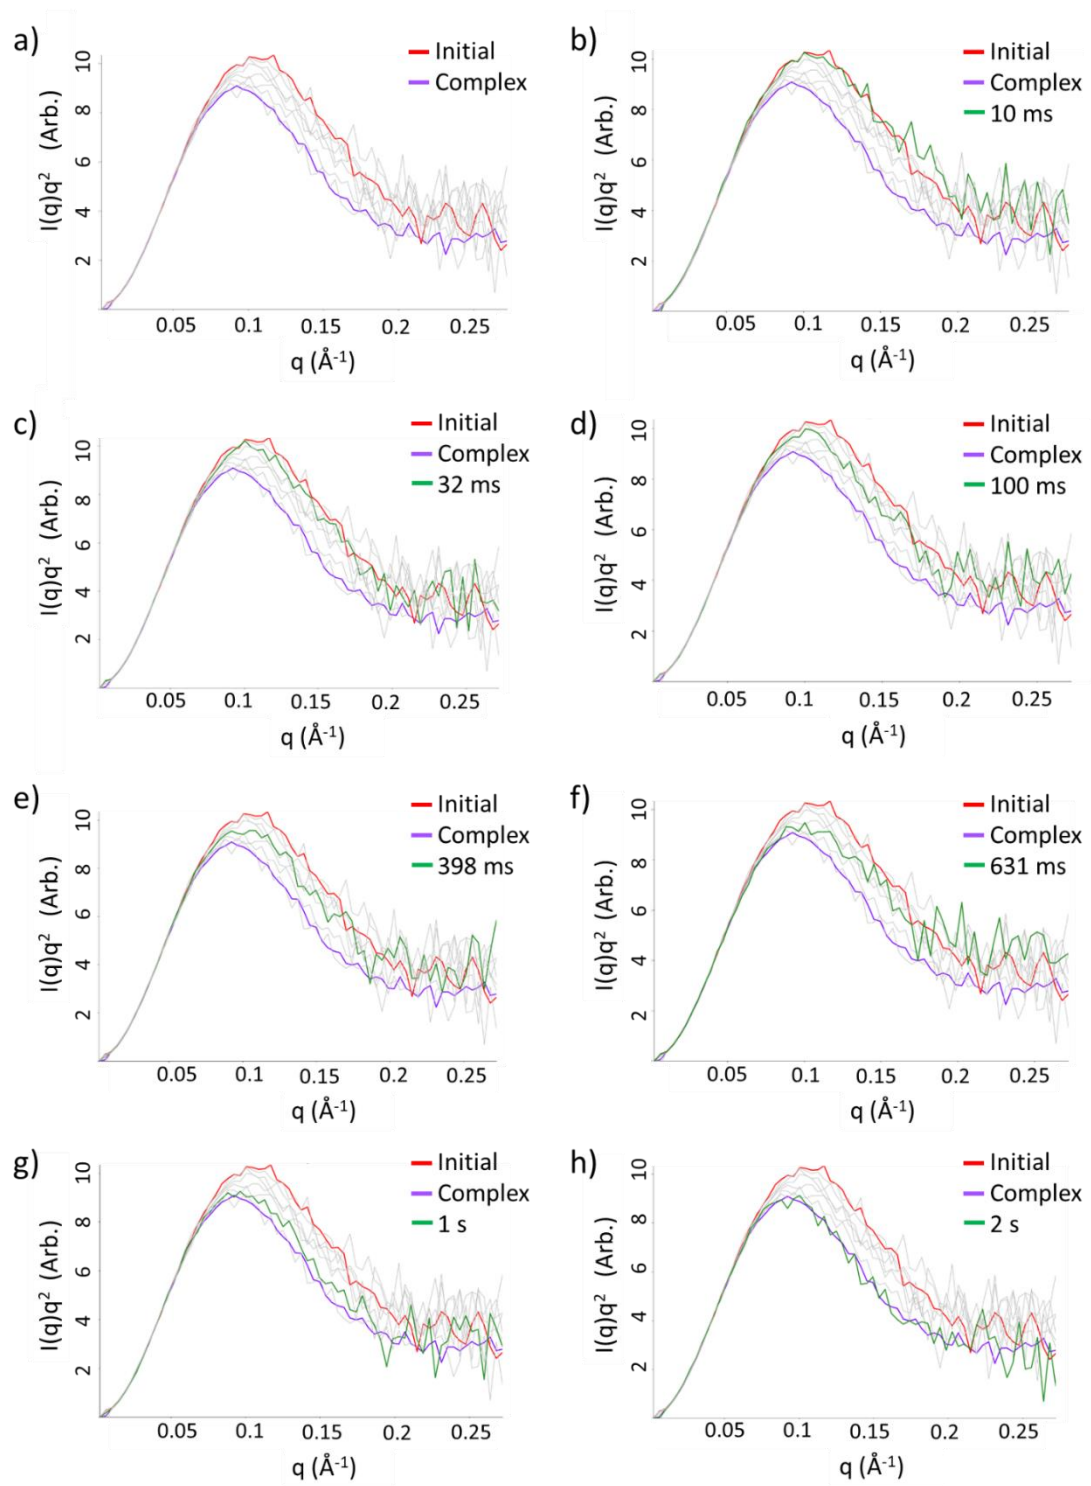 a)
Initial
Complex
I(q)q² (Arb.)
10
8
6
4
2
0.05 0.1 0.15 0.2 0.25
q (Å⁻¹)
b)
Initial
Complex
10 ms
I(q)q² (Arb.)
10
8
6
4
2
0.05 0.1 0.15 0.2 0.25
q (Å⁻¹)
c)
Initial
Complex
32 ms
I(q)q² (Arb.)
10
8
6
4
2
0.05 0.1 0.15 0.2 0.25
q (Å⁻¹)
d)
Initial
Complex
100 ms
I(q)q² (Arb.)
10
8
6
4
2
0.05 0.1 0.15 0.2 0.25
q (Å⁻¹)
e)
Initial
Complex
398 ms
I(q)q² (Arb.)
10
8
6
4
2
0.05 0.1 0.15 0.2 0.25
q (Å⁻¹)
f)
Initial
Complex
631 ms
I(q)q² (Arb.)
10
8
6
4
2
0.05 0.1 0.15 0.2 0.25
q (Å⁻¹)
g)
Initial
Complex
1 s
I(q)q² (Arb.)
10
8
6
4
2
0.05 0.1 0.15 0.2 0.25
q (Å⁻¹)
h)
Initial
Complex
2 s
I(q)q² (Arb.)
10
8
6
4
2
0.05 0.1 0.15 0.2 0.25
q (Å⁻¹)